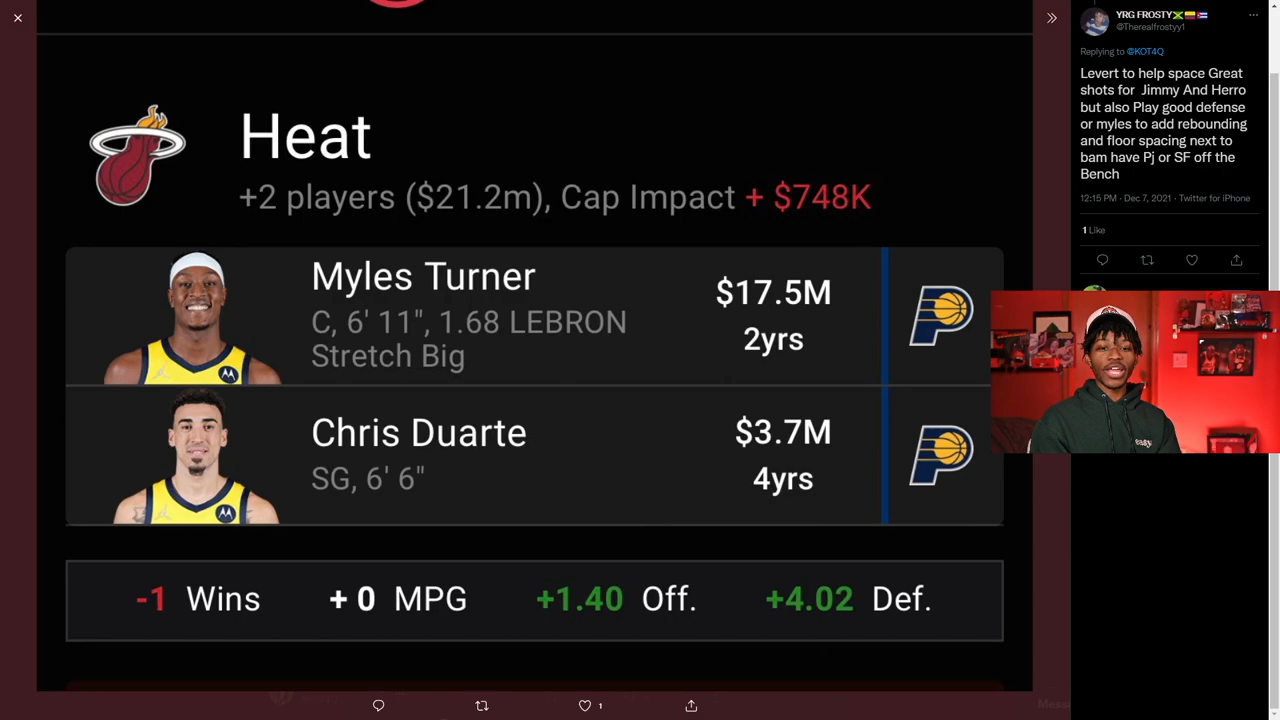 Heat
+2 players ($21.2m), Cap Impact + $748K
Myles Turner
C, 6' 11", 1.68 LEBRON
Stretch Big
$17.5M
2yrs
Chris Duarte
SG, 6' 6"
$3.7M
4yrs
-1 Wins + 0 MPG +1.40 Off. +4.02 Def.
1
YRG FROSTY
@Therealfrostyy1
Replying to @KOT4Q
Levert to help space Great
shots for Jimmy And Herro
but also Play good defense
or myles to add rebounding
and floor spacing next to
bam have Pj or SF off the
Bench
12:15 PM · Dec 7, 2021 · Twitter for iPhone
1 Like